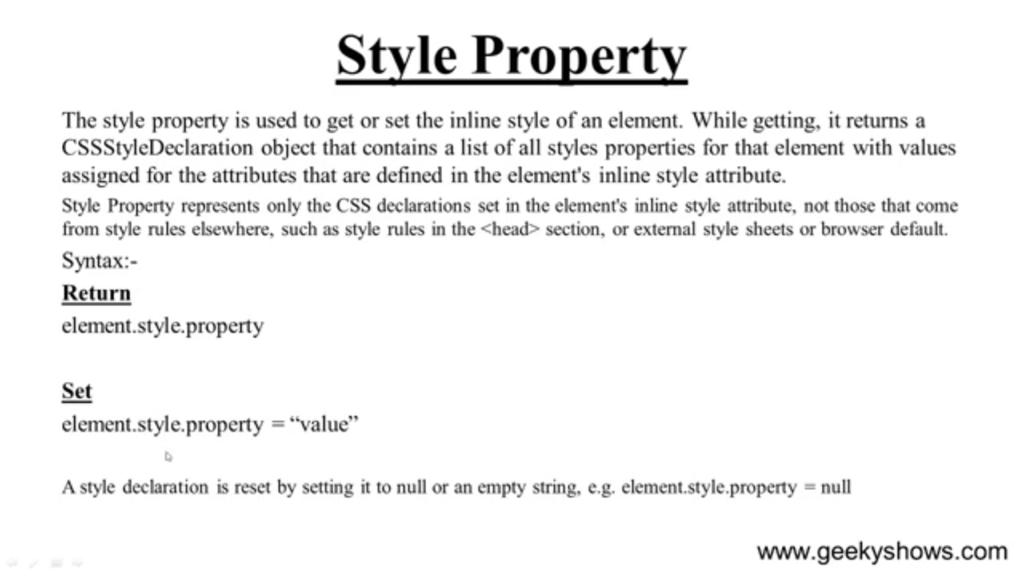 Style Property
The style property is used to get or set the inline style of an element. While getting, it returns a
CSSStyleDeclaration object that contains a list of all styles properties for that element with values
assigned for the attributes that are defined in the element's inline style attribute.
Style Property represents only the CSS declarations set in the element's inline style attribute, not those that come
from style rules elsewhere, such as style rules in the <head> section, or external style sheets or browser default.
Syntax:-
Return
element.style.property
Set
element.style.property = “value”
A style declaration is reset by setting it to null or an empty string, e.g. element.style.property = null
www.geekyshows.com